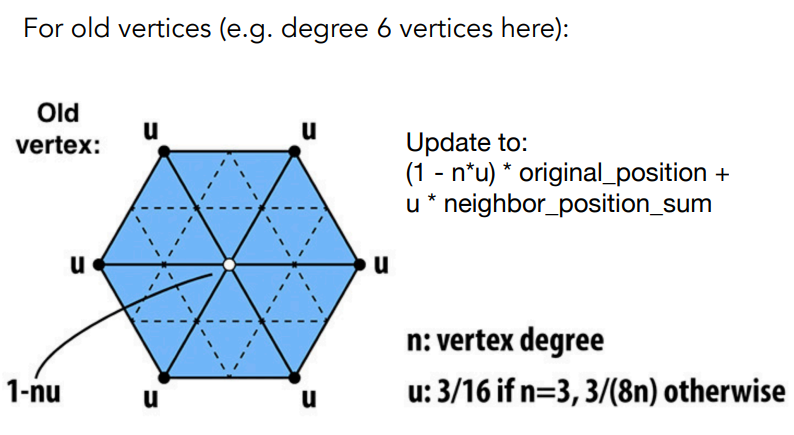 For old vertices (e.g. degree 6 vertices here):
Old
vertex:
u
u
Update to:
(1 - n*u) * original_position +
u * neighbor_position_sum
u
u
n: vertex degree
1-nu
u
u
u: 3/16 if n=3, 3/(8n) otherwise